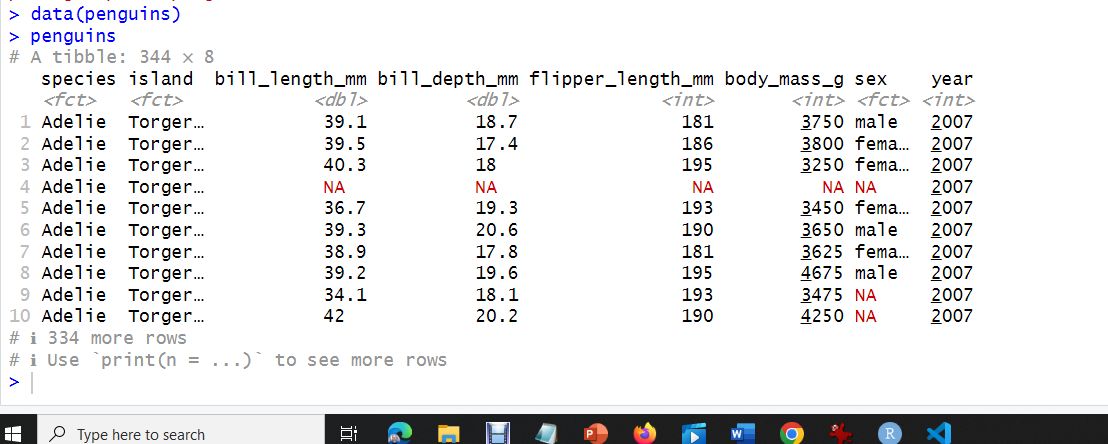 > data(penguins)
> penguins
# A tibble: 344 × 8
species island bill_length_mm bill_depth_mm flipper_length_mm body_mass_g sex year
<fct> <fct> <dbl> <dbl> <int> <int> <fct> <int>
1 Adelie Torger… 39.1 18.7 181 3750 male 2007
2 Adelie Torger… 39.5 17.4 186 3800 fema… 2007
3 Adelie Torger… 40.3 18 195 3250 fema… 2007
4 Adelie Torger… NA NA NA NA NA 2007
5 Adelie Torger… 36.7 19.3 193 3450 fema… 2007
6 Adelie Torger… 39.3 20.6 190 3650 male 2007
7 Adelie Torger… 38.9 17.8 181 3625 fema… 2007
8 Adelie Torger… 39.2 19.6 195 4675 male 2007
9 Adelie Torger… 34.1 18.1 193 3475 NA 2007
10 Adelie Torger… 42 20.2 190 4250 NA 2007
# ℹ 334 more rows
# ℹ Use `print(n = ...)` to see more rows
>
Type here to search P W R